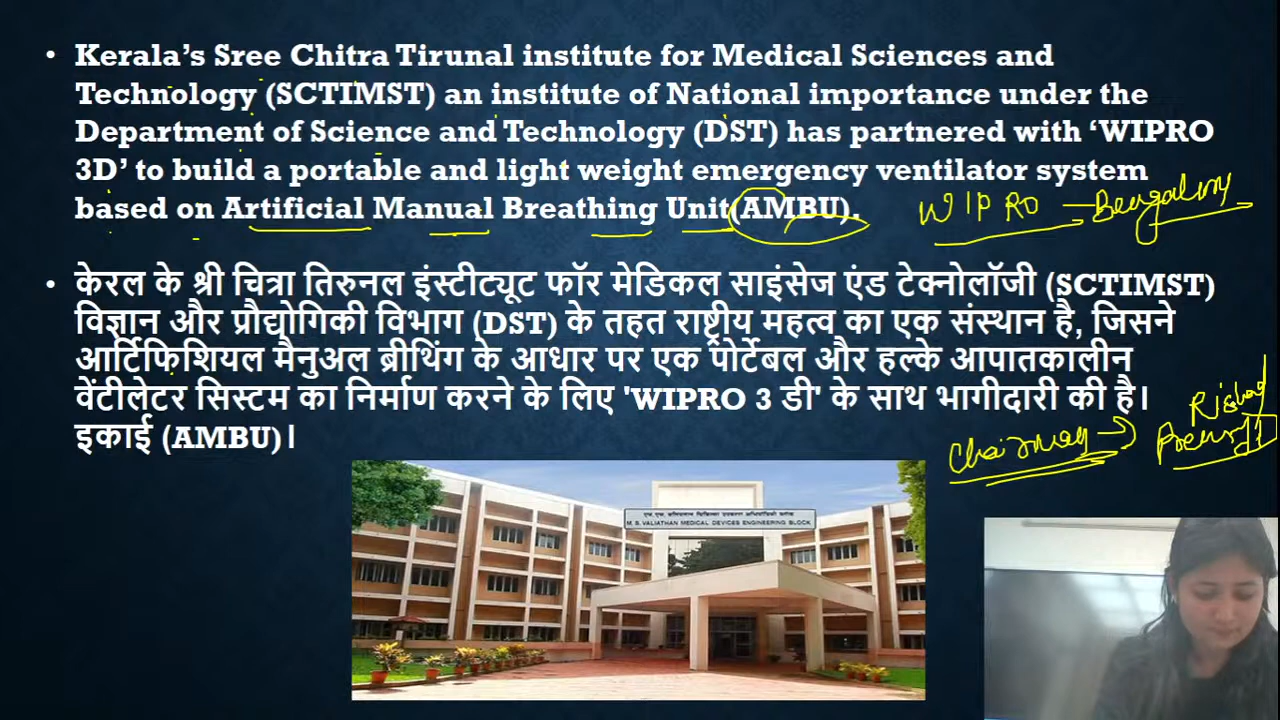 • Kerala’s Sree Chitra Tirunal institute for Medical Sciences and
Technology (SCTIMST) an institute of National importance under the
Department of Science and Technology (DST) has partnered with ‘WIPRO
3D’ to build a portable and light weight emergency ventilator system
based on Artificial Manual Breathing Unit(AMBU).
WIPRO –
• केरल के श्री चित्रा तिरुनल इंस्टीट्यूट फॉर मेडिकल साइंसेज एंड टेक्नोलॉजी (SCTIMST)
विज्ञान और प्रौद्योगिकी विभाग (DST) के तहत राष्ट्रीय महत्व का एक संस्थान है, जिसने
आर्टिफिशियल मैनुअल ब्रीथिंग के आधार पर एक पोर्टेबल और हल्के आपातकालीन
वेंटीलेटर सिस्टम का निर्माण करने के लिए 'WIPRO 3 डी' के साथ भागीदारी की है।
इकाई (AMBU)।
Chairman →
M. S. VALIATHAN MEDICAL DEVICES ENGINEERING BLOCK